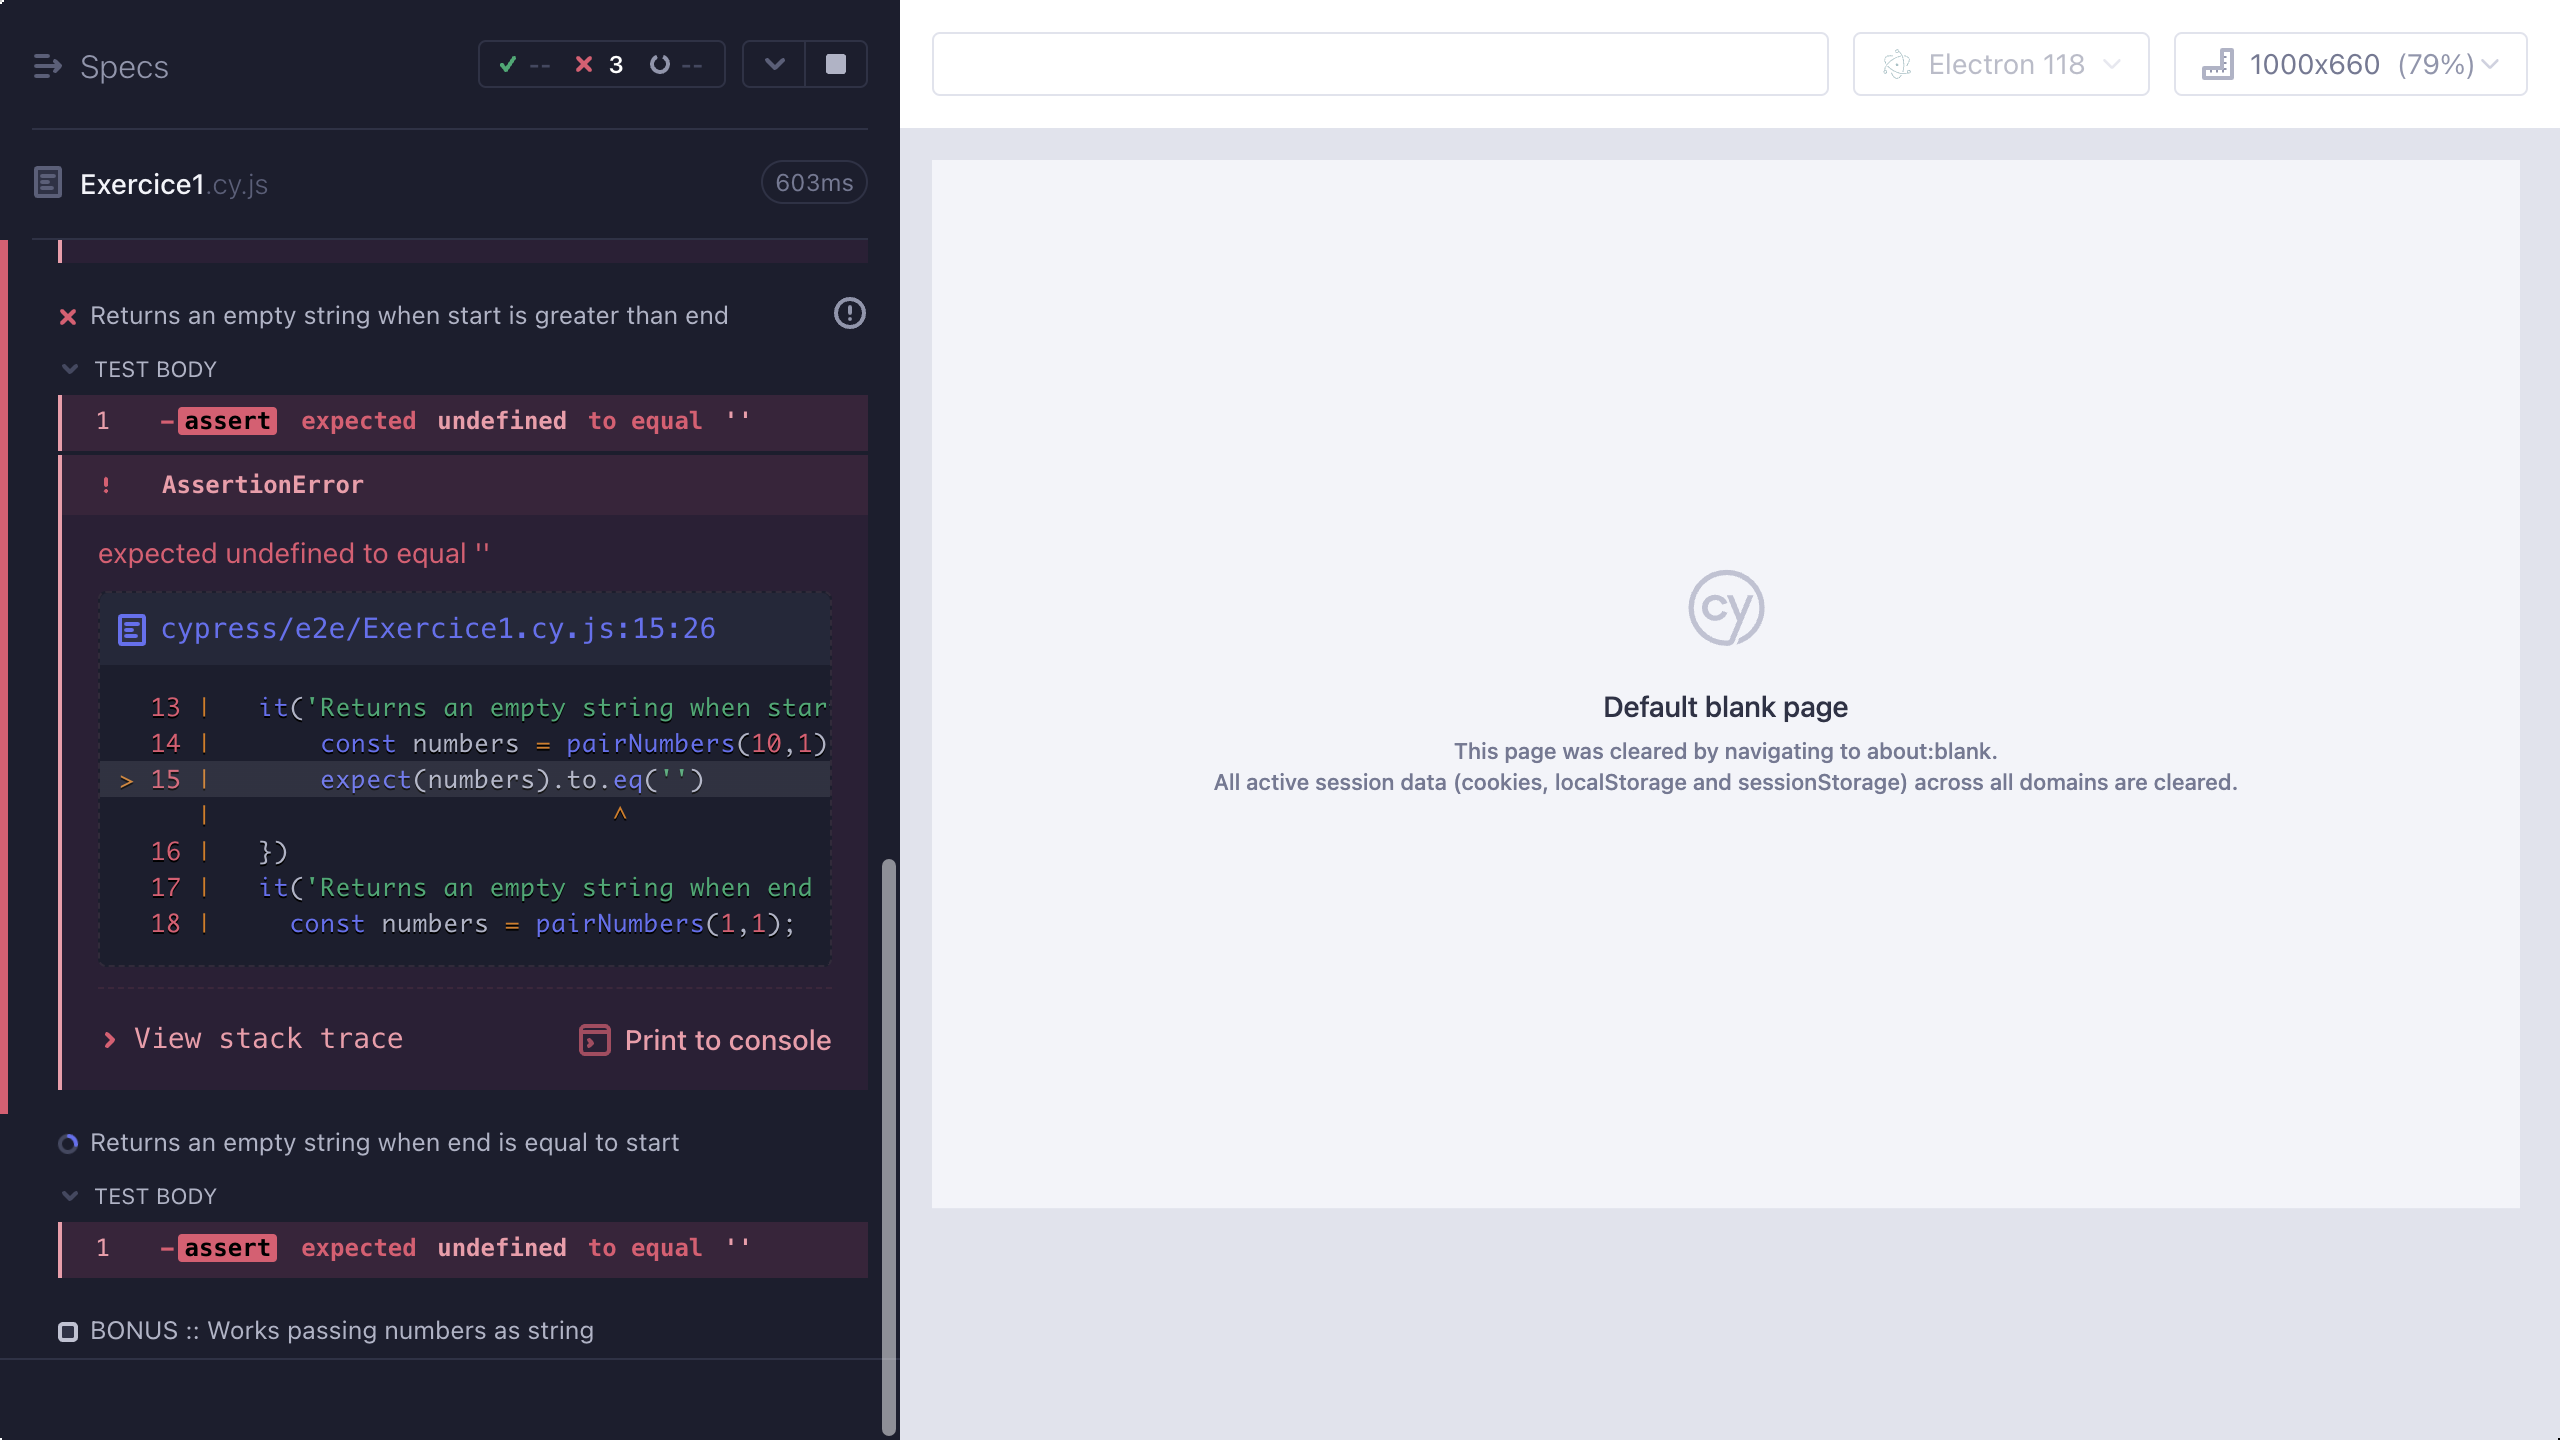 Specs
-- 3 --
Exercice1.cy.js
603ms
Returns an empty string when start is greater than end
TEST BODY
1 -assert expected undefined to equal ''
! AssertionError
expected undefined to equal ''
cypress/e2e/Exercice1.cy.js:15:26
13 | it('Returns an empty string when star
14 | const numbers = pairNumbers(10,1)
> 15 | expect(numbers).to.eq('')
| ^
16 | })
17 | it('Returns an empty string when end
18 | const numbers = pairNumbers(1,1);
View stack trace
Print to console
Returns an empty string when end is equal to start
TEST BODY
1 -assert expected undefined to equal ''
BONUS :: Works passing numbers as string
Electron 118
1000x660 (79%)
cy
Default blank page
This page was cleared by navigating to about:blank.
All active session data (cookies, localStorage and sessionStorage) across all domains are cleared.